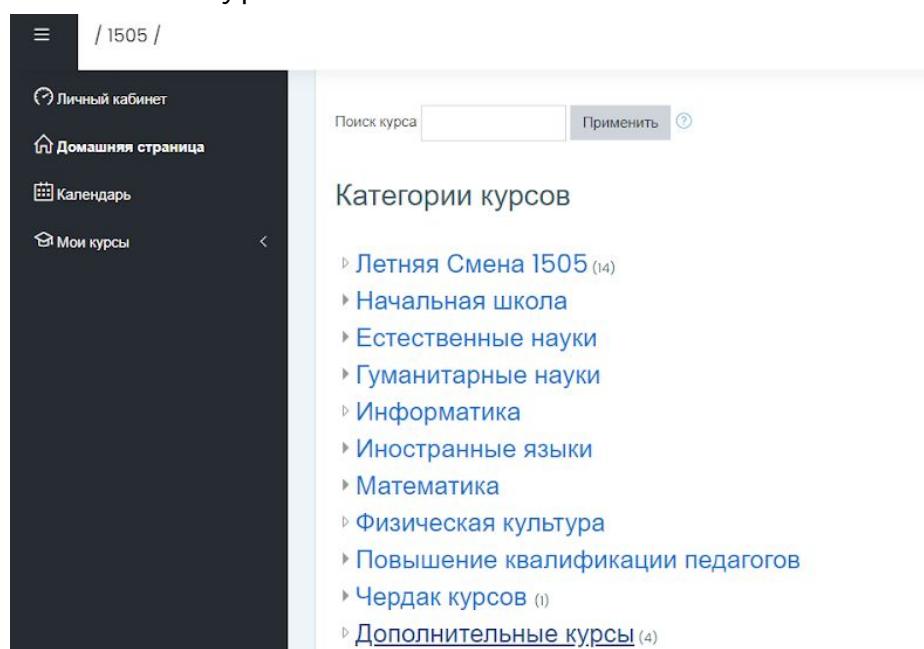 / 1505 /
Личный кабинет
Домашняя страница
Календарь
Мои курсы
Поиск курса
Применить
Категории курсов
Летняя Смена 1505 (14)
Начальная школа
Естественные науки
Гуманитарные науки
Информатика
Иностранные языки
Математика
Физическая культура
Повышение квалификации педагогов
Чердак курсов (1)
Дополнительные курсы (4)